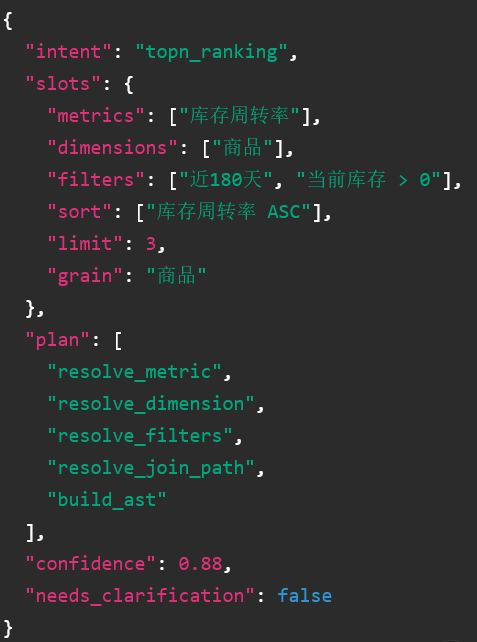 {
  "intent": "topn_ranking",
  "slots": {
    "metrics": ["库存周转率"],
    "dimensions": ["商品"],
    "filters": ["近180天", "当前库存 > 0"],
    "sort": ["库存周转率 ASC"],
    "limit": 3,
    "grain": "商品"
  },
  "plan": [
    "resolve_metric",
    "resolve_dimension",
    "resolve_filters",
    "resolve_join_path",
    "build_ast"
  ],
  "confidence": 0.88,
  "needs_clarification": false
}